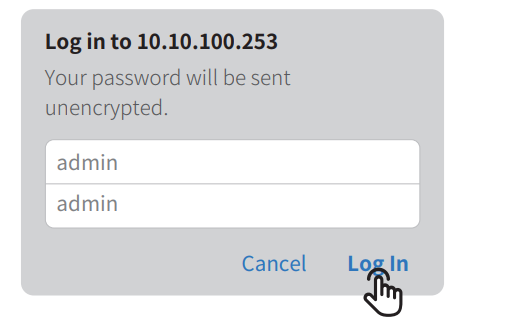 Log in to 10.10.100.253
Your password will be sent
unencrypted.
admin
admin
Cancel Log In